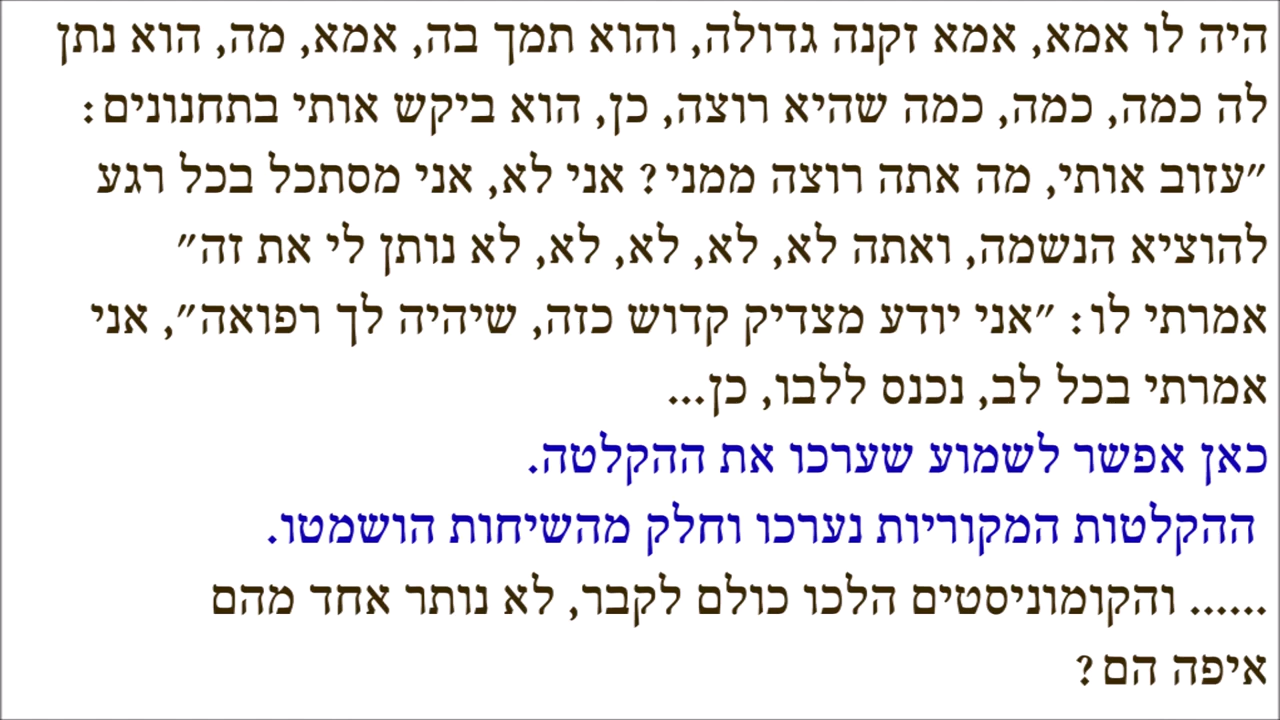 היה לו אמא, אמא זקנה גדולה, והוא תמך בה, אמא, מה, הוא נתן
לה כמה, כמה, כמה שהיא רוצה, כן, הוא ביקש אותי בתחנונים:
"עזוב אותי, מה אתה רוצה ממני? אני לא, אני מסתכל בכל רגע
להוציא הנשמה, ואתה לא, לא, לא, לא, לא נותן לי את זה"
אמרתי לו: "אני יודע מצדיק קדוש כזה, שיהיה לך רפואה", אני
אמרתי בכל לב, נכנס ללבו, כן...
כאן אפשר לשמוע שערכו את ההקלטה.
ההקלטות המקוריות נערכו וחלק מהשיחות הושמטו.
...... והקומוניסטים הלכו כולם לקבר, לא נותר אחד מהם
איפה הם?